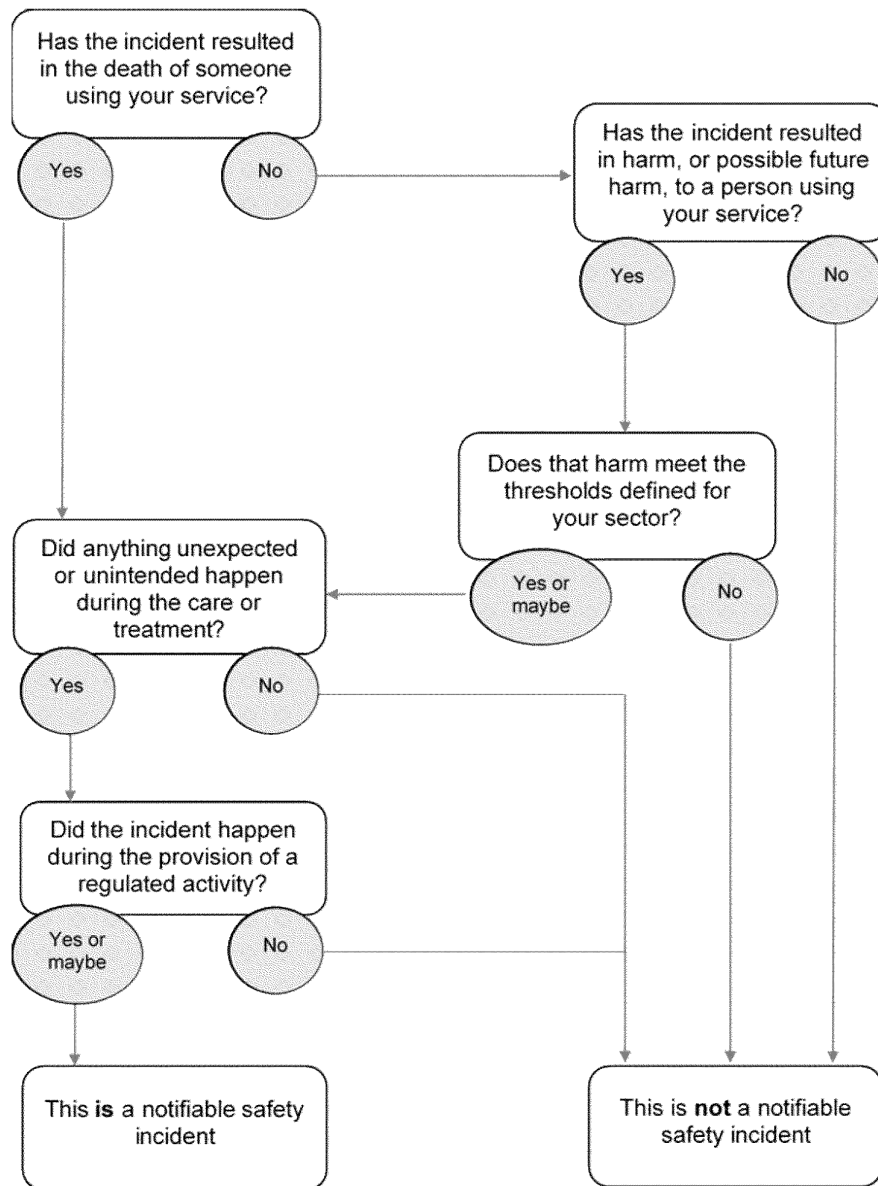 Has the incident resulted
in the death of someone
using your service?
Yes
No
Has the incident resulted
in harm, or possible future
harm, to a person using
your service?
Yes
No
Does that harm meet the
thresholds defined for
your sector?
Yes or
maybe
No
Did anything unexpected
or unintended happen
during the care or
treatment?
Yes
No
Did the incident happen
during the provision of a
regulated activity?
Yes or
maybe
No
This is a notifiable safety
incident
This is not a notifiable
safety incident